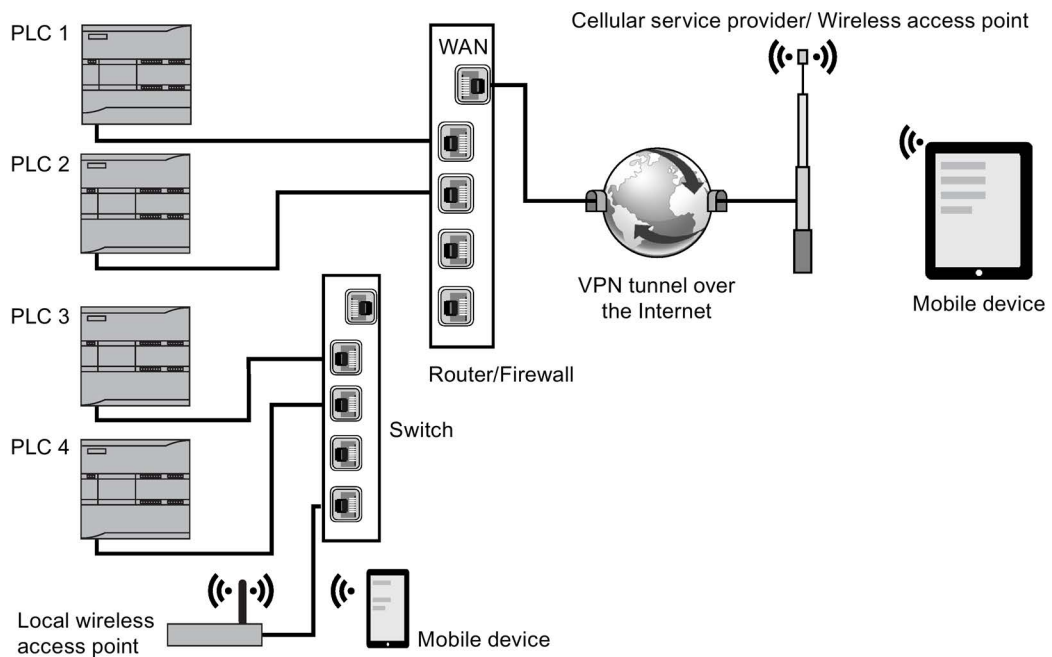 PLC 1
WAN
Cellular service provider/ Wireless access point
PLC 2
VPN tunnel over
the Internet
Mobile device
PLC 3
Router/Firewall
Switch
PLC 4
Local wireless
access point
Mobile device